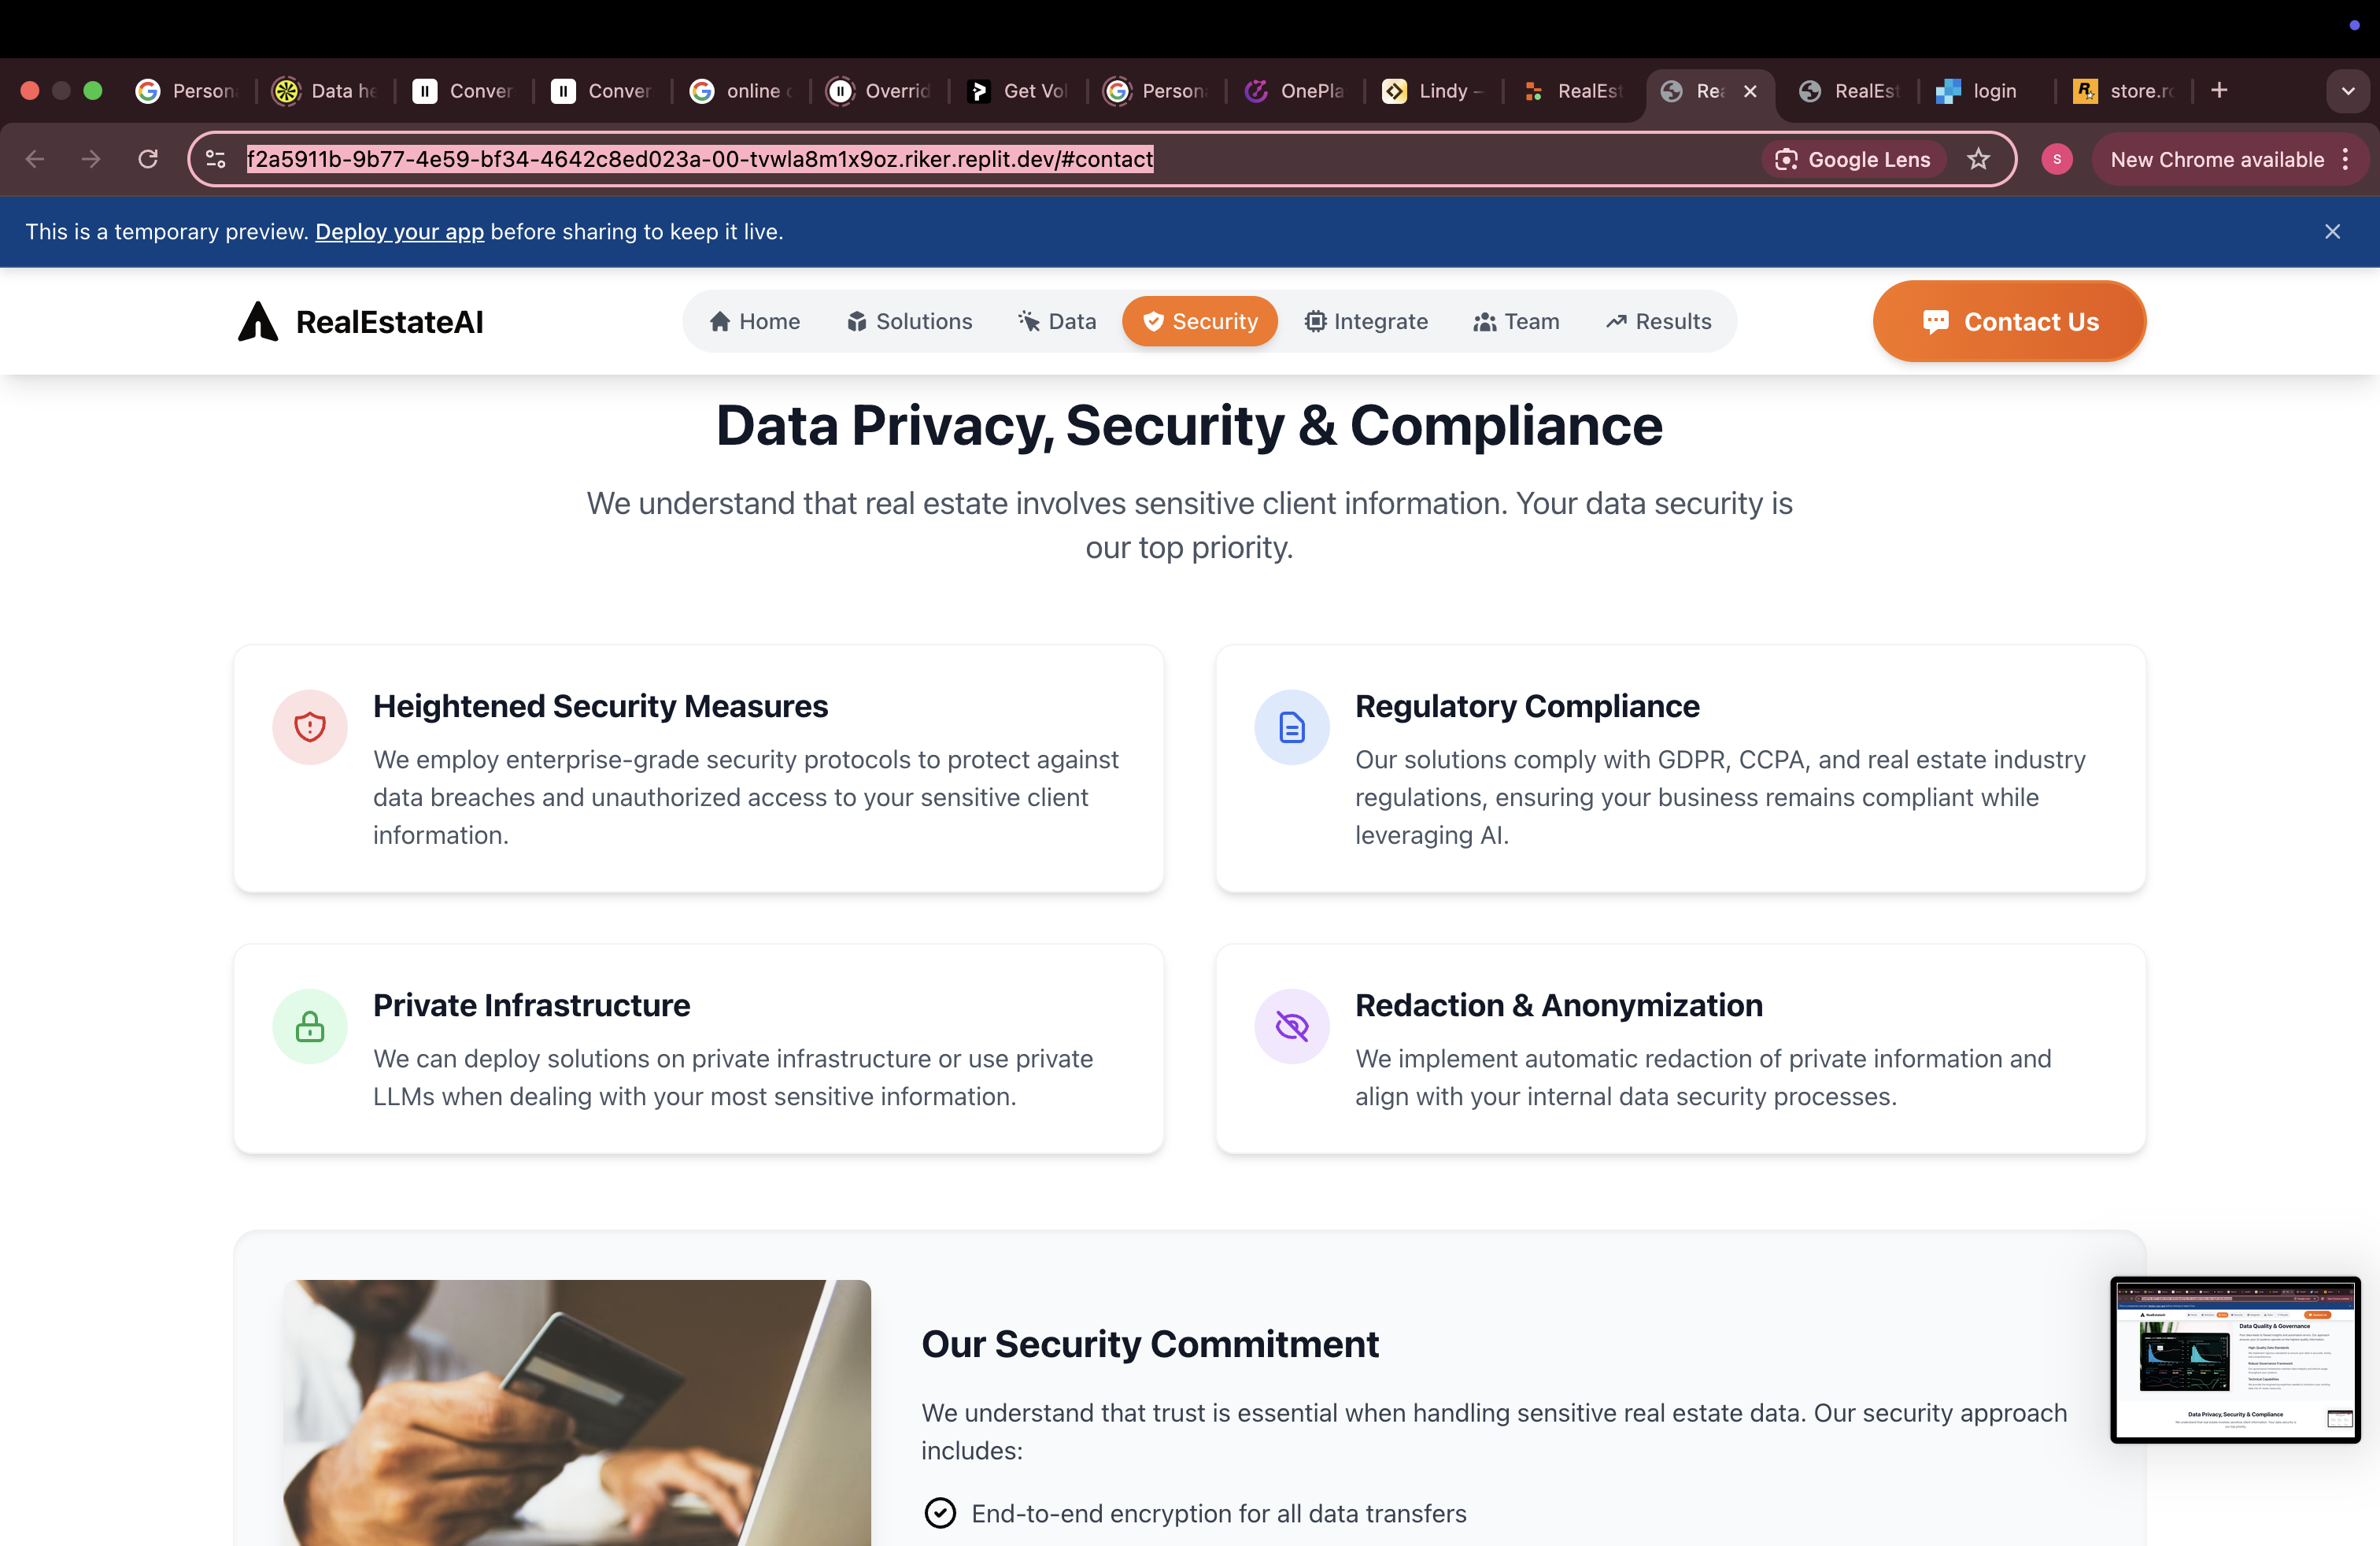 Person
Data he
Conver
Conver
online
Overrid
Get Vol
Person
OnePla
Lindy –
RealEst
Rea
RealEst
login
store.r
f2a5911b-9b77-4e59-bf34-4642c8ed023a-00-tvwla8m1x9oz.riker.replit.dev/#contact
Google Lens
S
New Chrome available
This is a temporary preview. Deploy your app before sharing to keep it live.
RealEstateAI
Home
Solutions
Data
Security
Integrate
Team
Results
Contact Us
Data Privacy, Security & Compliance
We understand that real estate involves sensitive client information. Your data security is
our top priority.
Heightened Security Measures
We employ enterprise-grade security protocols to protect against
data breaches and unauthorized access to your sensitive client
information.
Regulatory Compliance
Our solutions comply with GDPR, CCPA, and real estate industry
regulations, ensuring your business remains compliant while
leveraging AI.
Private Infrastructure
We can deploy solutions on private infrastructure or use private
LLMs when dealing with your most sensitive information.
Redaction & Anonymization
We implement automatic redaction of private information and
align with your internal data security processes.
Our Security Commitment
We understand that trust is essential when handling sensitive real estate data. Our security approach
includes:
End-to-end encryption for all data transfers
Data Quality & Governance
Data Privacy, Security & Compliance